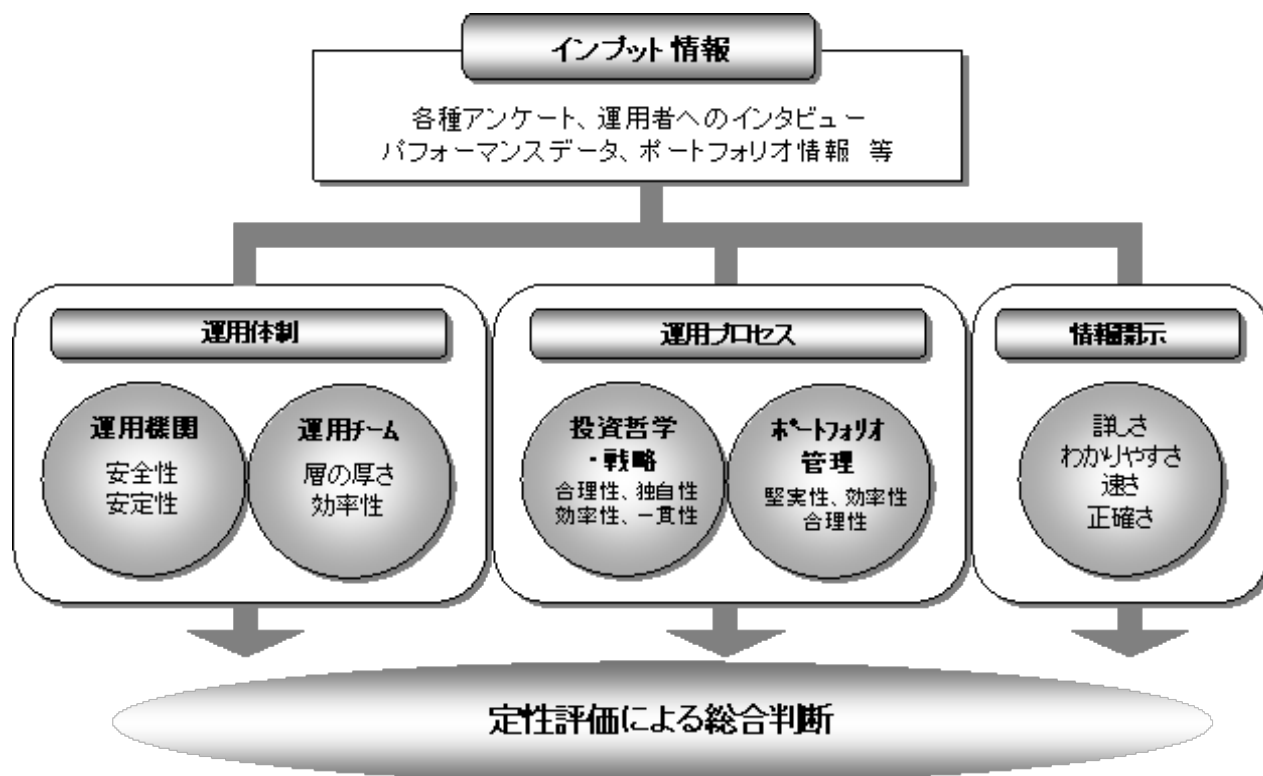 インプット情報
各種アンケート、運用者へのインタビュー
パフォーマンスデータ、ポートフォリオ情報 等
運用体制
運用機関
安全性
安定性
運用チーム
層の厚さ
効率性
運用プロセス
投資哲学
・戦略
合理性、独自性
効率性、一貫性
ポートフォリオ
管理
堅実性、効率性
合理性
情報開示
詳しさ
わかりやすさ
速さ
正確さ
定性評価による総合判断